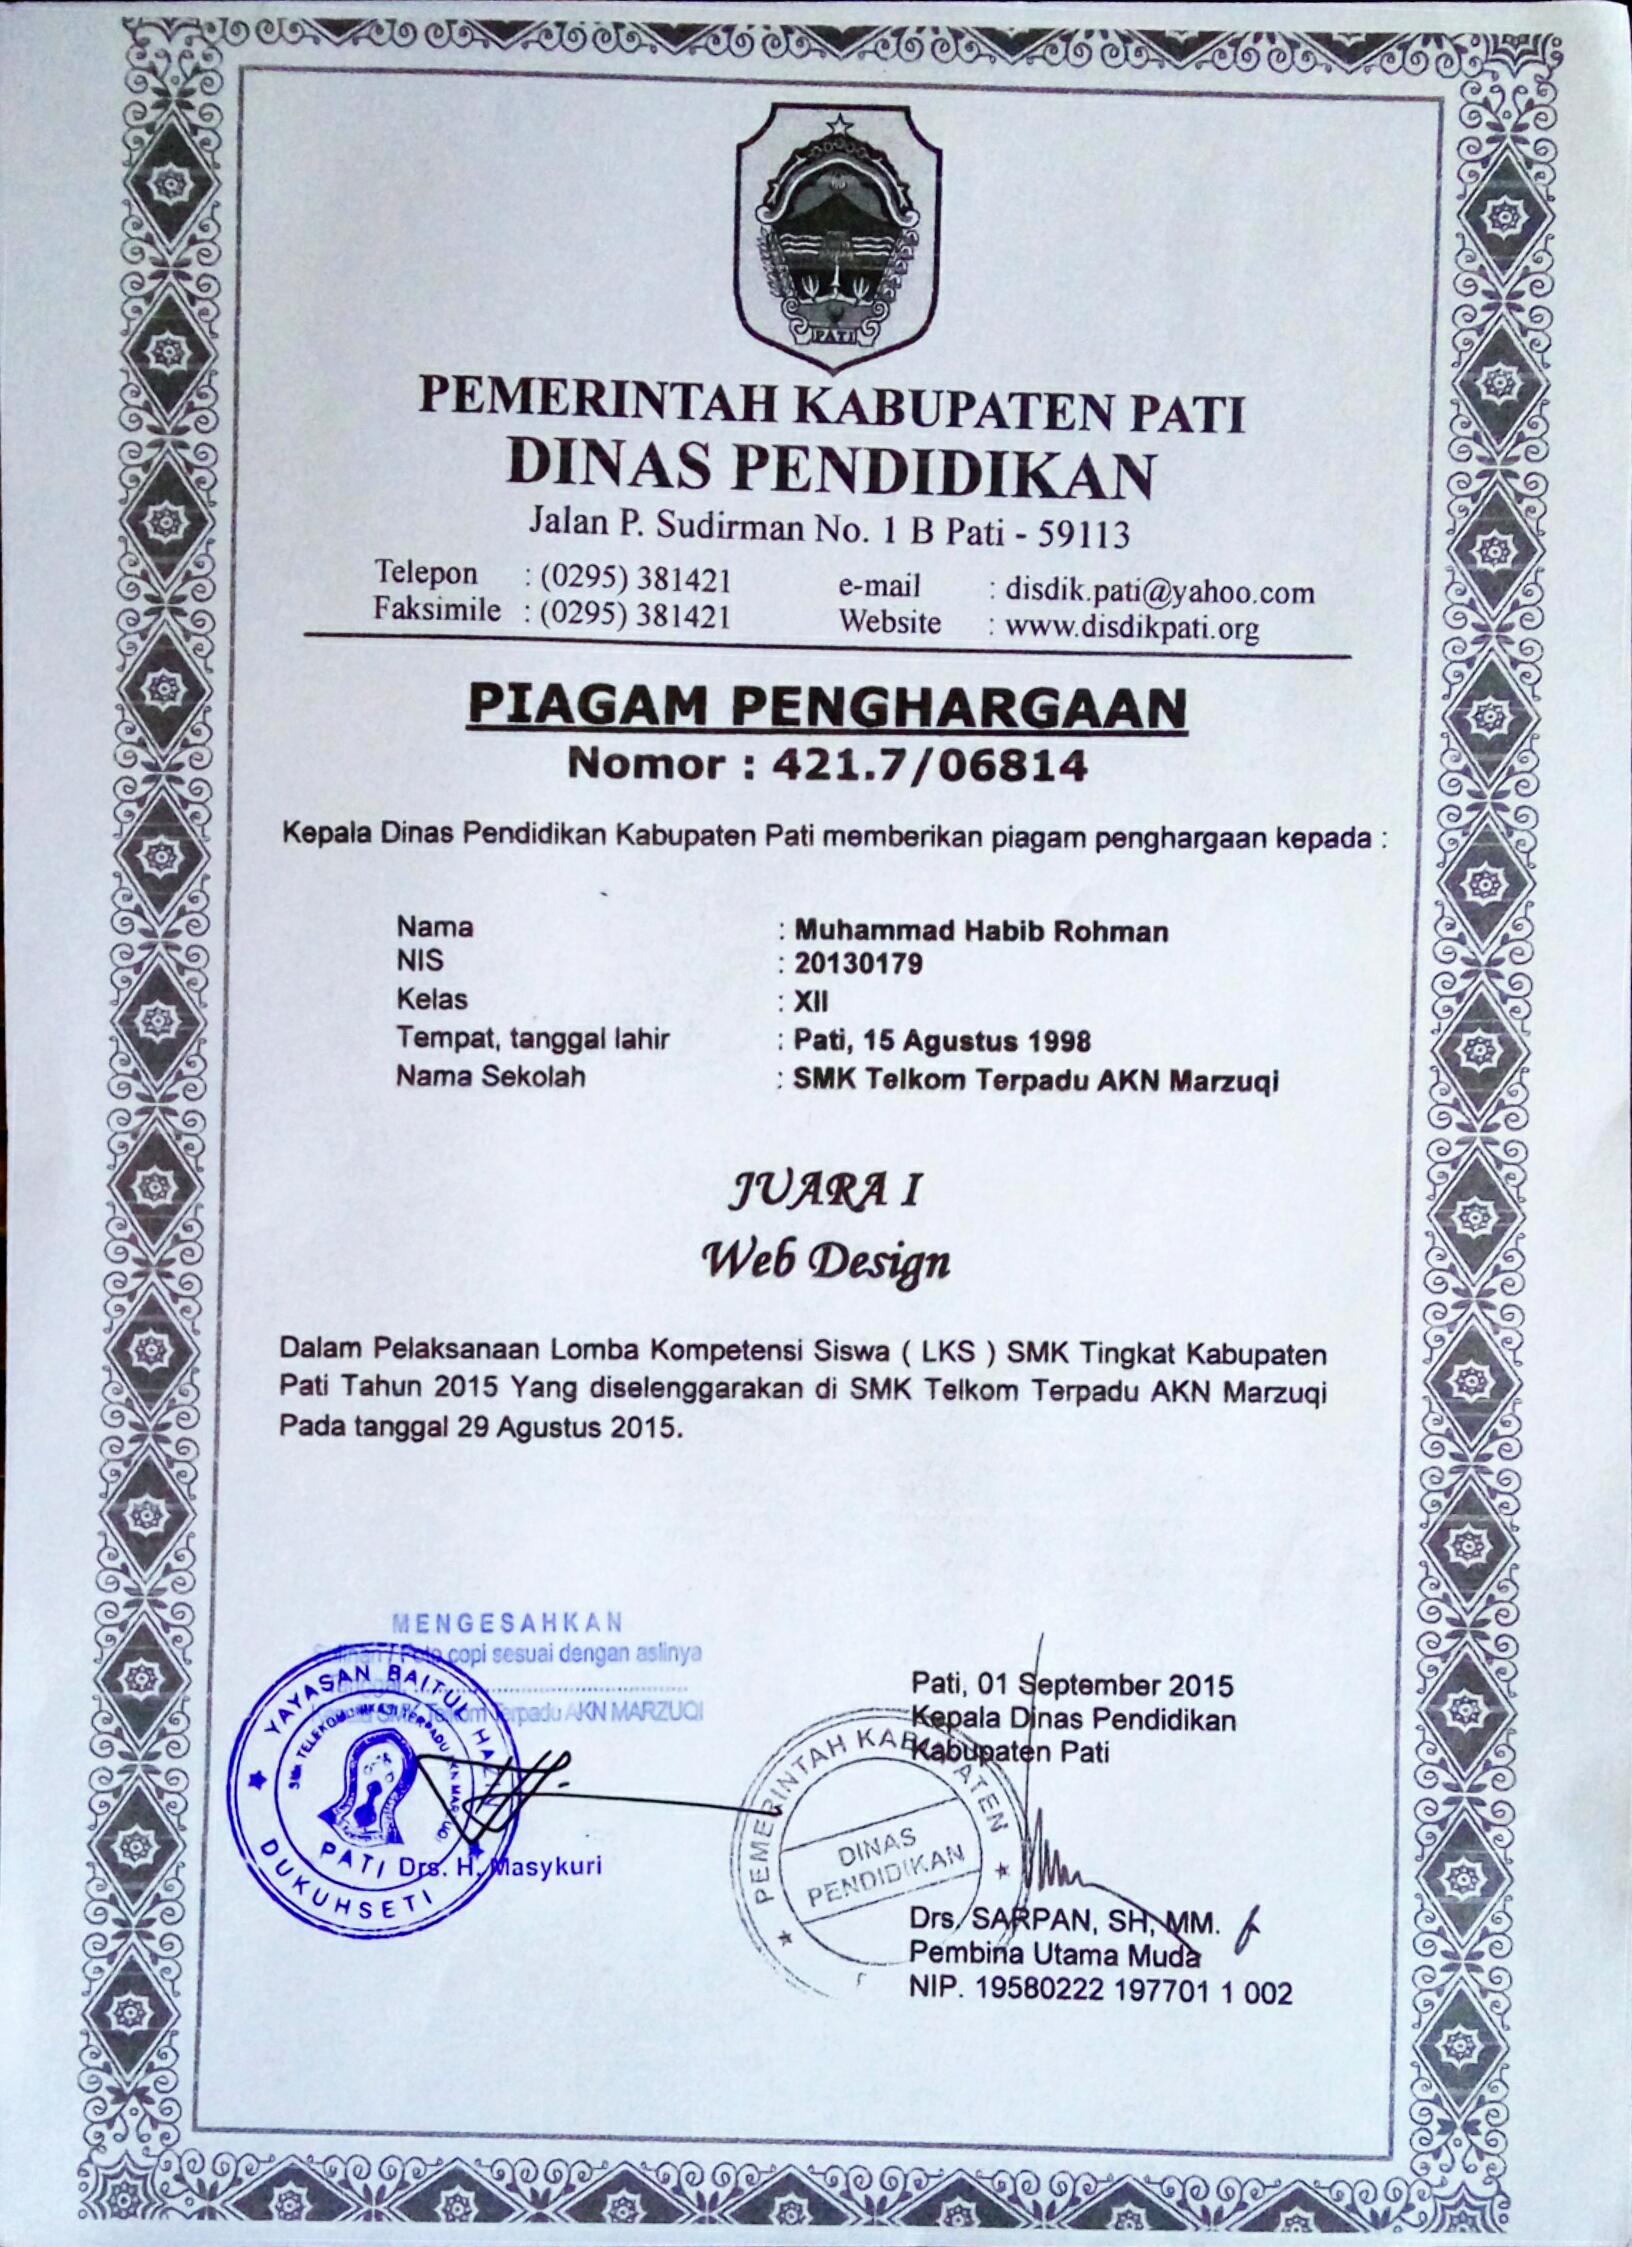 PATI
PEMERINTAH KABUPATEN PATI
DINAS PENDIDIKAN
Jalan P. Sudirman No. 1 B Pati - 59113
Telepon : (0295) 381421 e-mail : disdik.pati@yahoo.com
Faksimile : (0295) 381421 Website : www.disdikpati.org
PIAGAM PENGHARGAAN
Nomor : 421.7/06814
Kepala Dinas Pendidikan Kabupaten Pati memberikan piagam penghargaan kepada :
Nama : Muhammad Habib Rohman
NIS : 20130179
Kelas : XII
Tempat, tanggal lahir : Pati, 15 Agustus 1998
Nama Sekolah : SMK Telkom Terpadu AKN Marzuqi
JUARA I
Web Design
Dalam Pelaksanaan Lomba Kompetensi Siswa ( LKS ) SMK Tingkat Kabupaten
Pati Tahun 2015 Yang diselenggarakan di SMK Telkom Terpadu AKN Marzuqi
Pada tanggal 29 Agustus 2015.
MENGESAHKAN
Salinan / Foto copi sesuai dengan aslinya
Tanggal, ........................................
SMK Telkom Terpadu AKN MARZUQI
YAYASAN BAITUL
SMK TELEKOMUNIKASI TERPADU AKN MARZUQI
PATI
DUKUHSETI
Drs. H. Masykuri
Pati, 01 September 2015
Kepala Dinas Pendidikan
Kabupaten Pati
PEMERINTAH KABUPATEN
DINAS
PENDIDIKAN
Drs. SARPAN, SH, MM.
Pembina Utama Muda
NIP. 19580222 197701 1 002